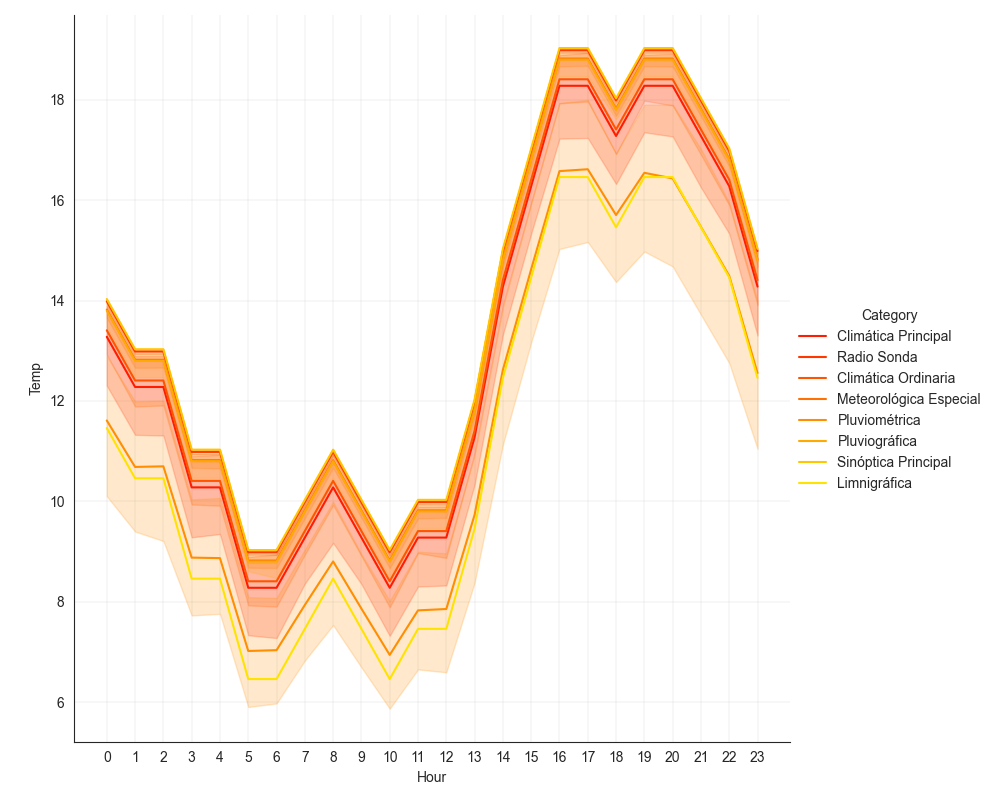 Temp
18
16
14
12
10
8
6
0 1 2 3 4 5 6 7 8 9 10 11 12 13 14 15 16 17 18 19 20 21 22 23
Hour
Category
Climática Principal
Radio Sonda
Climática Ordinaria
Meteorológica Especial
Pluviométrica
Pluviográfica
Sinóptica Principal
Limnigráfica